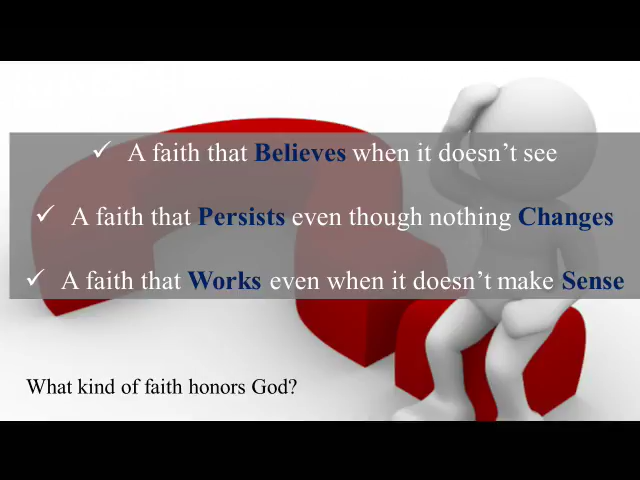 ✓ A faith that Believes when it doesn't see
✓ A faith that Persists even though nothing Changes
✓ A faith that Works even when it doesn't make Sense
What kind of faith honors God?